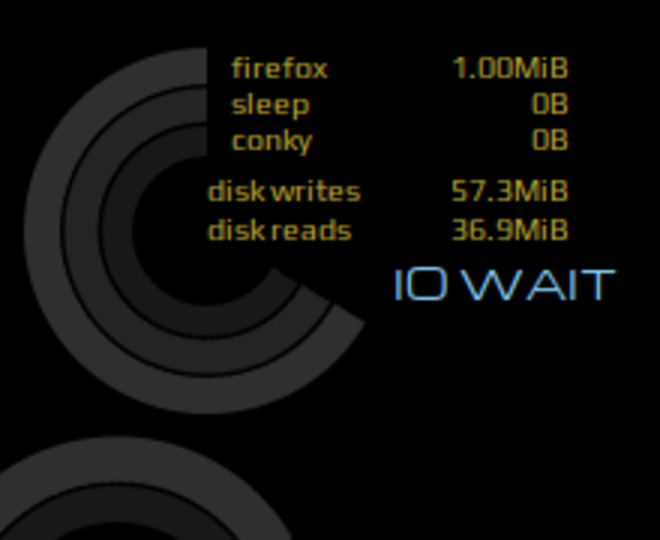 firefox 1.00MiB
sleep 0B
conky 0B
disk writes 57.3MiB
disk reads 36.9MiB
IO WAIT